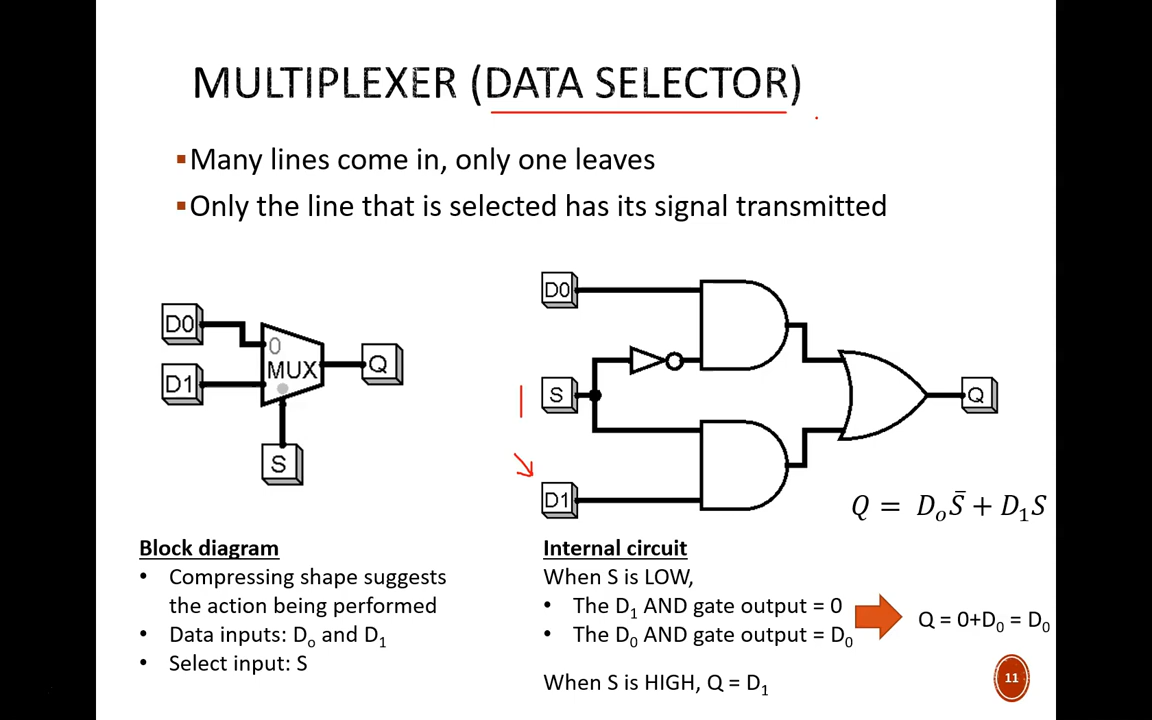 MULTIPLEXER (DATA SELECTOR)
▪Many lines come in, only one leaves
▪Only the line that is selected has its signal transmitted
D0
D1
0
MUX
Q
S
D0
S
D1
Q
1
Q = D₀S̄ + D₁S
Block diagram
• Compressing shape suggests
the action being performed
• Data inputs: D₀ and D₁
• Select input: S
Internal circuit
When S is LOW,
• The D₁ AND gate output = 0
• The D₀ AND gate output = D₀
Q = 0+D₀ = D₀
When S is HIGH, Q = D₁
11